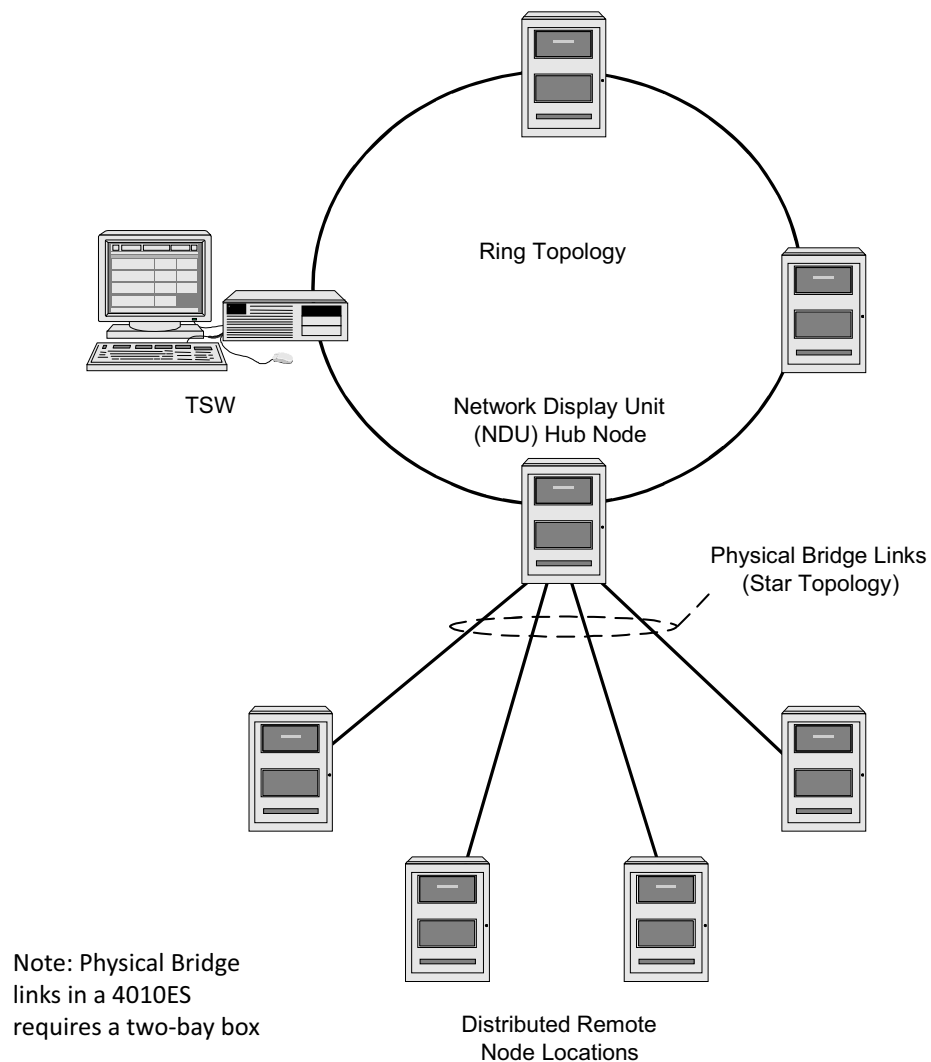 Ring Topology
TSW
Network Display Unit
(NDU) Hub Node
Physical Bridge Links
(Star Topology)
Note: Physical Bridge
links in a 4010ES
requires a two-bay box
Distributed Remote
Node Locations